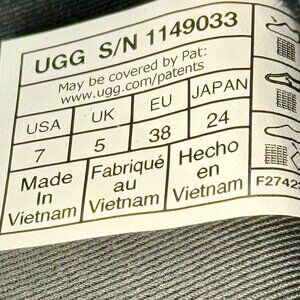 UGG S/N 1149033
May be covered by Pat:
www.ugg.com/patents
USA UK EU JAPAN
7 5 38 24
Made In Vietnam
Fabriqué au Vietnam
Hecho en Vietnam
F2742